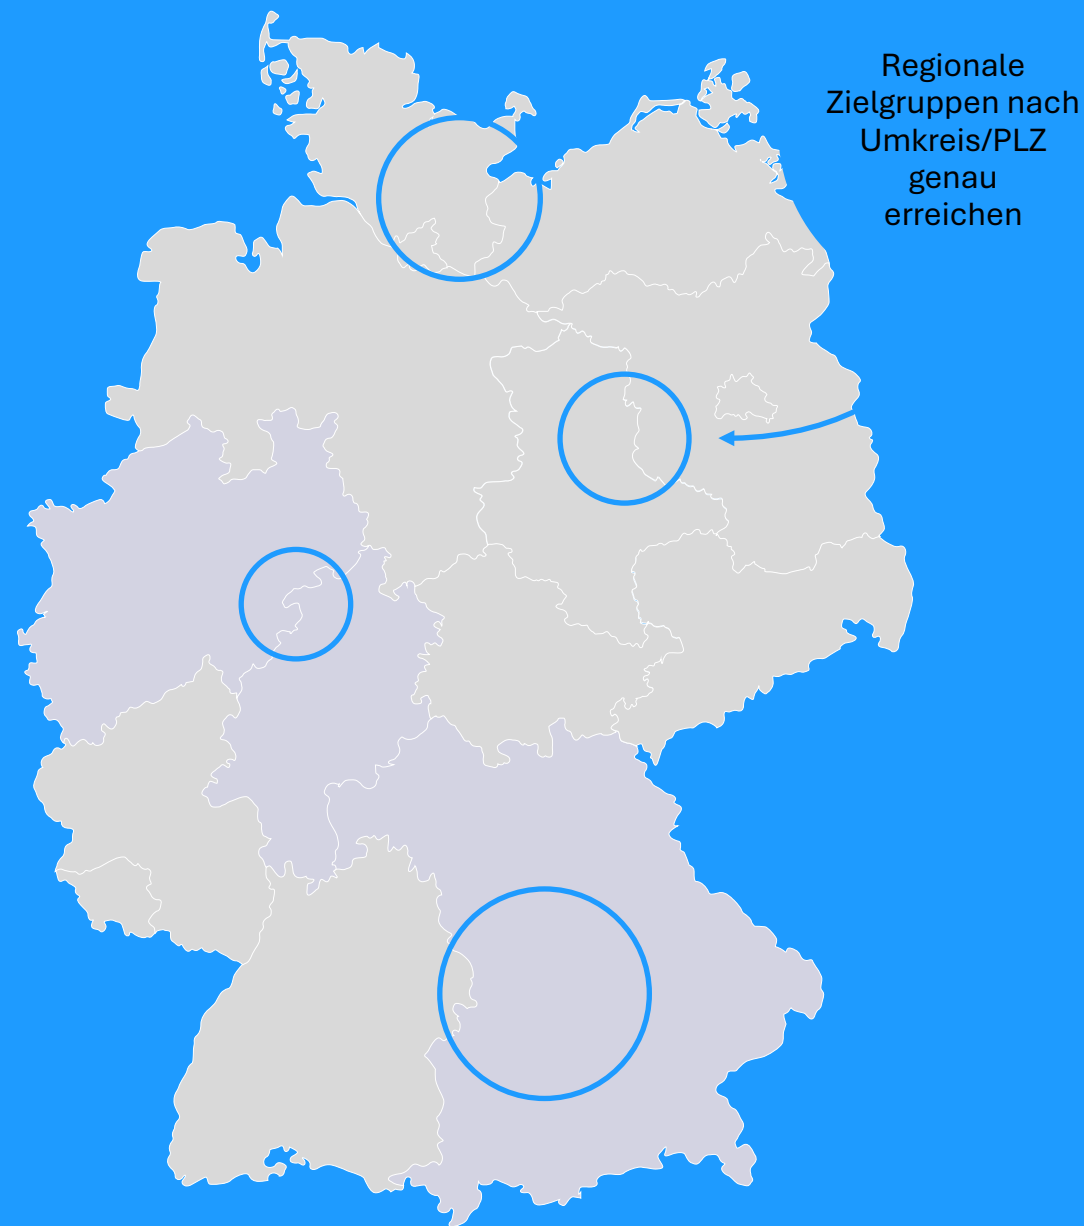 Regionale
Zielgruppen nach
Umkreis/PLZ
genau
erreichen